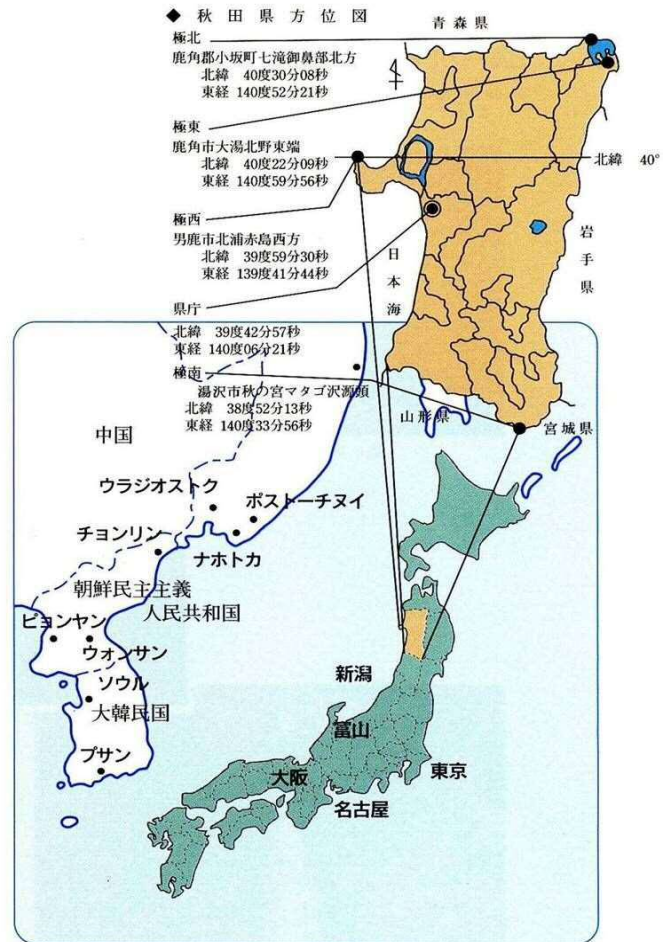 ◆ 秋田県方位図
青森県
極北
鹿角郡小坂町七滝御鼻部北方
北緯 40度30分08秒
東経 140度52分21秒
極東
鹿角市大湯北野東端
北緯 40度22分09秒
東経 140度59分56秒
北緯 40°
極西
男鹿市北浦赤島西方
北緯 39度59分30秒
東経 139度41分44秒
日本海
岩手県
県庁
北緯 39度42分57秒
東経 140度06分21秒
極南
湯沢市秋の宮マタゴ沢源頭
北緯 38度52分13秒
東経 140度33分56秒
山形県
宮城県
中国
ウラジオストク
ボストーチヌイ
チョンリン
ナホトカ
朝鮮民主主義
人民共和国
ピョンヤン
ウォンサン
ソウル
大韓民国
プサン
新潟
富山
大阪
東京
名古屋